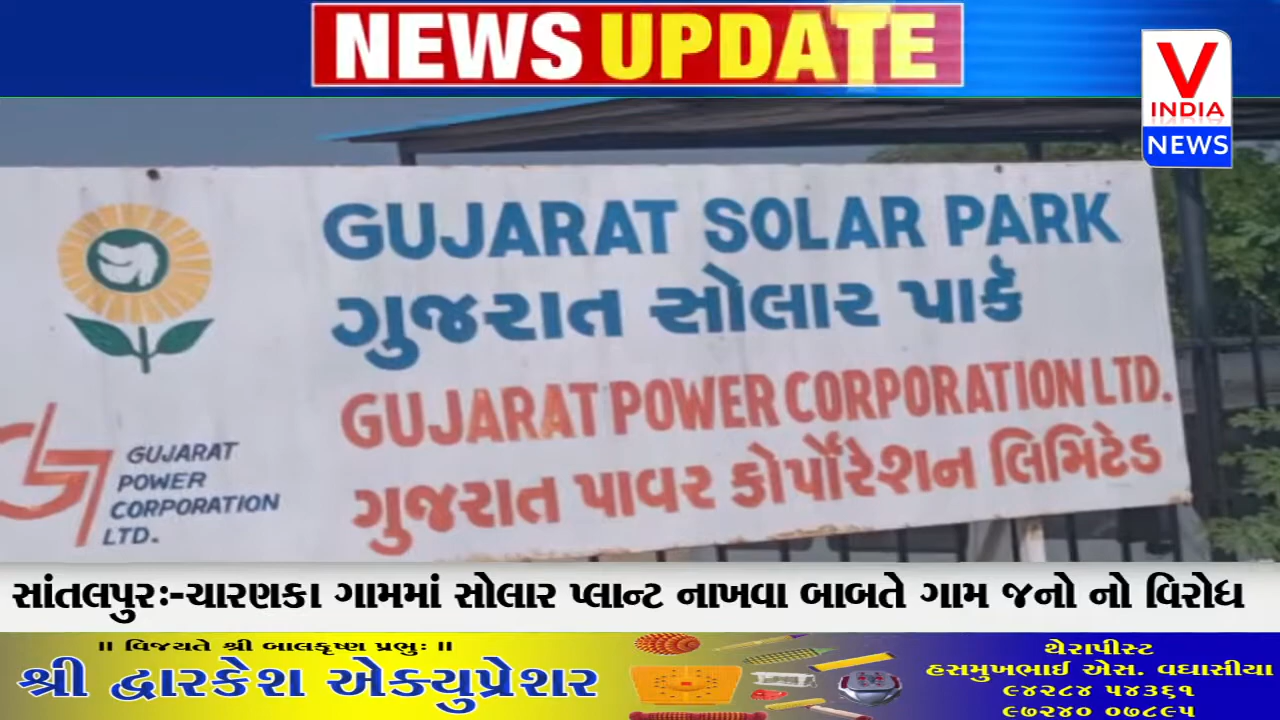 NEWS UPDATE
V
INDIA
NEWS
GUJARAT SOLAR PARK
ગુજરાત સોલાર પાર્ક
GUJARAT POWER CORPORATION LTD.
ગુજરાત પાવર કોર્પોરેશન લિમિટેડ
GUJARAT
POWER
CORPORATION
LTD.
સાંતલપુરઃ-ચારણકા ગામમાં સોલાર પ્લાન્ટ નાખવા બાબતે ગામ જનો નો વિરોધ
॥ વિજયતે શ્રી બાલકૃષ્ણ પ્રભુઃ ॥
શ્રી દ્વારકેશ એક્યુપ્રેશર
થેરાપીસ્ટ
હસમુખભાઈ એસ. વઘાસીયા
૯૪૨૮૪ ૫૪૩૬૧
૯૭૨૪૦ ૦૭૮૯૫